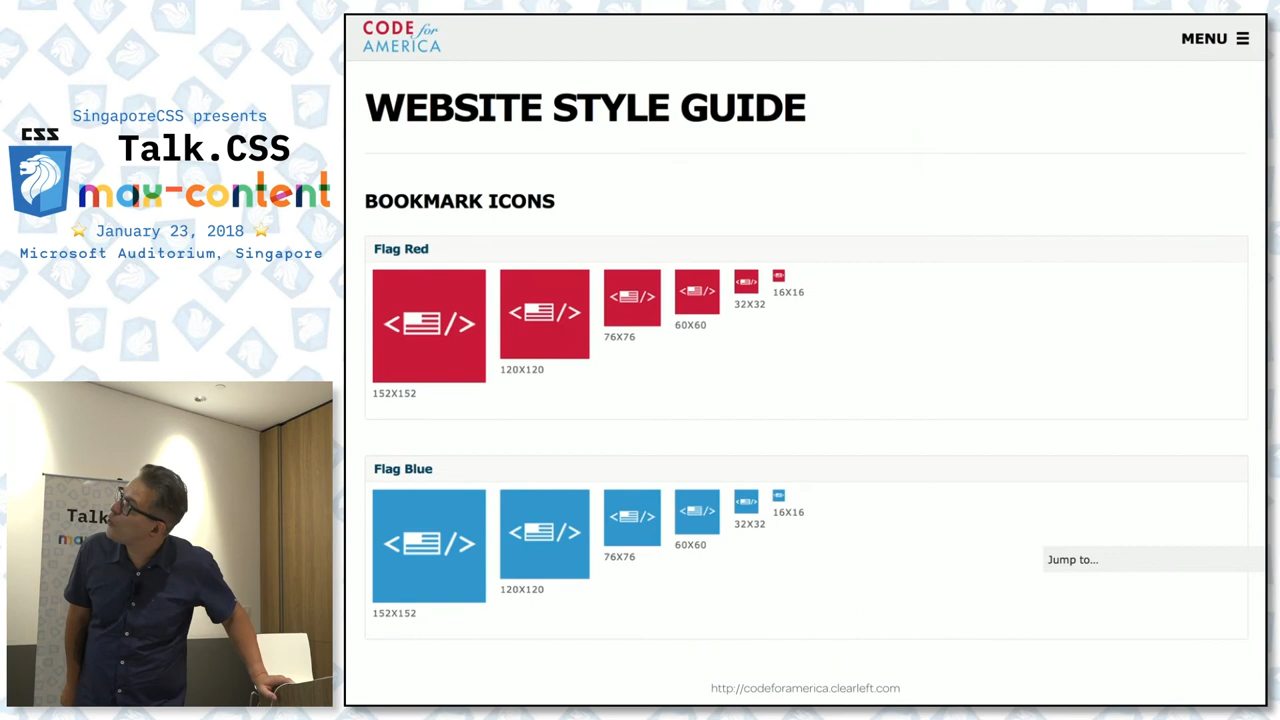 SingaporeCSS presents
CSS
Talk.CSS
max-content
⭐ January 23, 2018 ⭐
Microsoft Auditorium, Singapore
Talk
ma
CODE for
AMERICA
MENU
WEBSITE STYLE GUIDE
BOOKMARK ICONS
Flag Red
152X152
120X120
76X76
60X60
32X32
16X16
Flag Blue
152X152
120X120
76X76
60X60
32X32
16X16
Jump to...
http://codeforamerica.clearleft.com